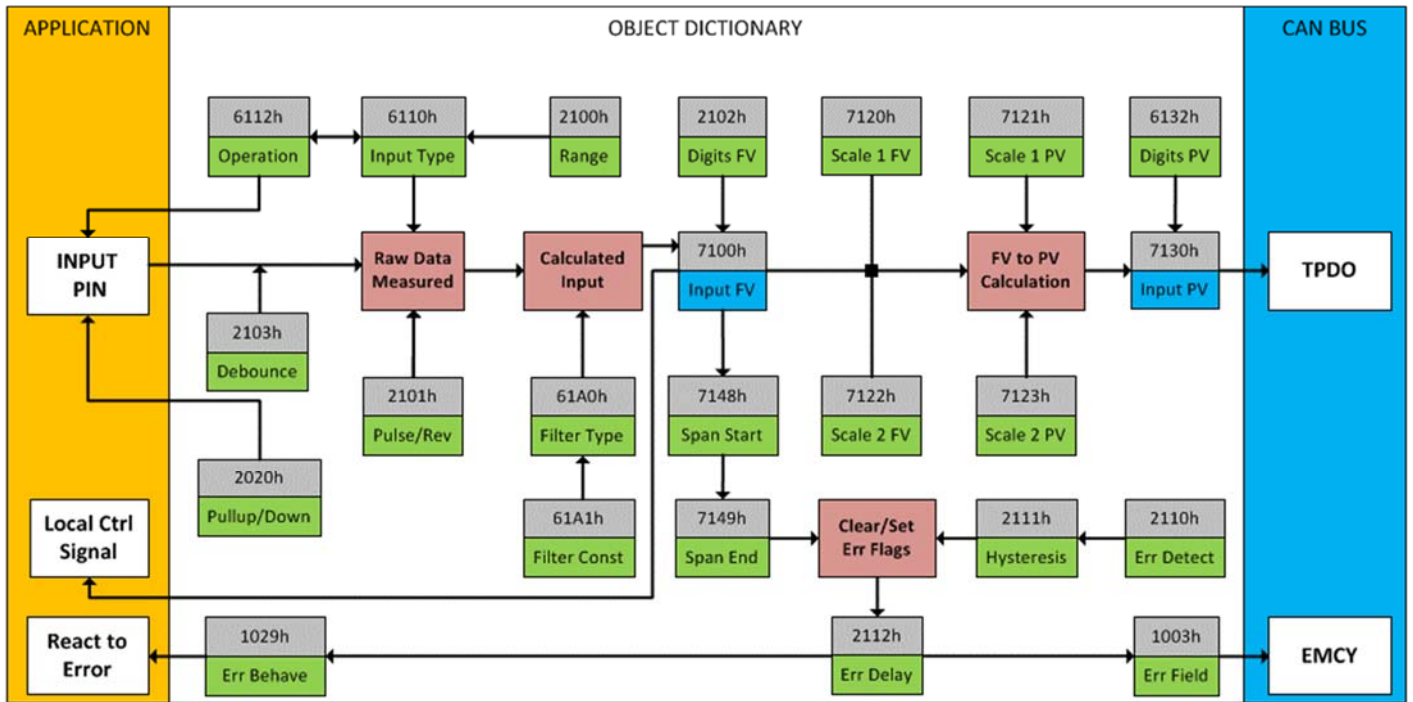 APPLICATION
OBJECT DICTIONARY
CAN BUS
6112h
Operation
6110h
Input Type
2100h
Range
2102h
Digits FV
7120h
Scale 1 FV
7121h
Scale 1 PV
6132h
Digits PV
INPUT
PIN
Raw Data
Measured
Calculated
Input
7100h
Input FV
FV to PV
Calculation
7130h
Input PV
TPDO
2103h
Debounce
2101h
Pulse/Rev
61A0h
Filter Type
7148h
Span Start
7122h
Scale 2 FV
7123h
Scale 2 PV
2020h
Pullup/Down
Local Ctrl
Signal
61A1h
Filter Const
7149h
Span End
Clear/Set
Err Flags
2111h
Hysteresis
2110h
Err Detect
React to
Error
1029h
Err Behave
2112h
Err Delay
1003h
Err Field
EMCY